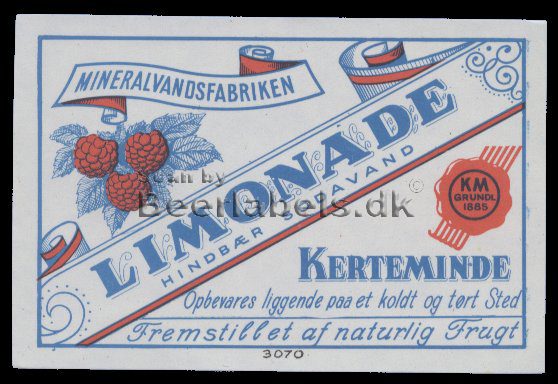 MINERALVANDSFABRIKEN
LIMONADE
HINDBÆR SODAVAND
Scan by
Beerlabels.dk
©
KM
GRUNDL
1885
KERTEMINDE
Opbevares liggende paa et koldt og tørt Sted
Fremstillet af naturlig Frugt
3070